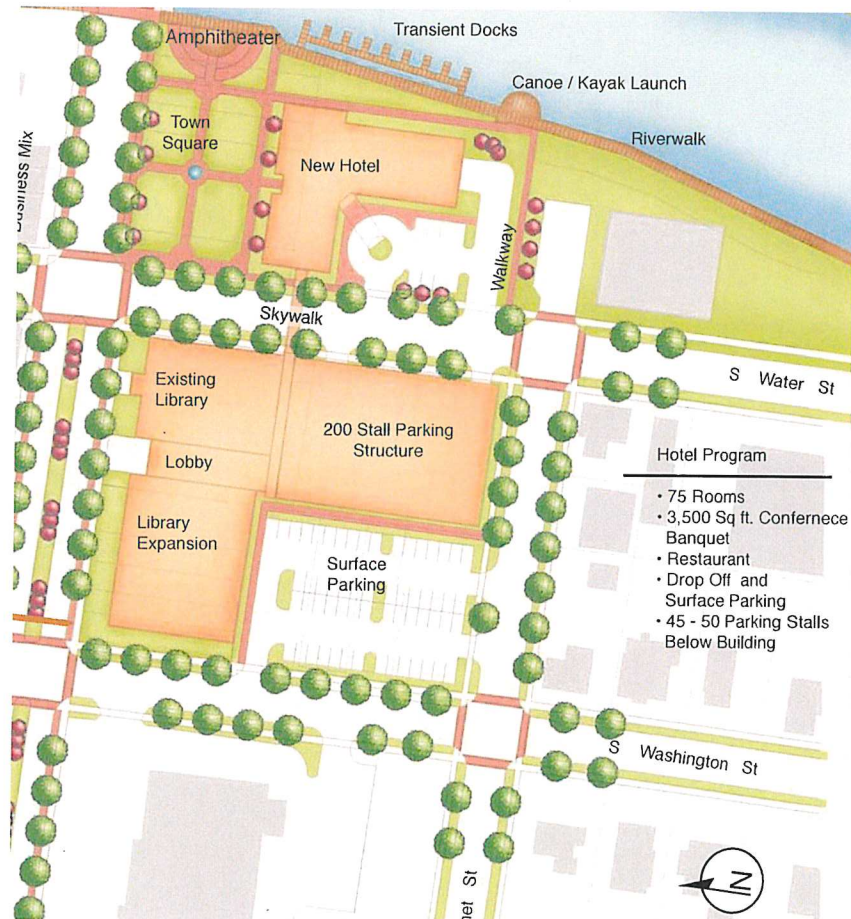 Transient Docks
Amphitheater
Canoe / Kayak Launch
Town
Square
Riverwalk
Business Mix
New Hotel
Walkway
Skywalk
S Water St
Existing
Library
200 Stall Parking
Structure
Lobby
Library
Expansion
Surface
Parking
Hotel Program
• 75 Rooms
• 3,500 Sq ft. Confernece
Banquet
• Restaurant
• Drop Off and
Surface Parking
• 45 - 50 Parking Stalls
Below Building
S Washington St
St
N